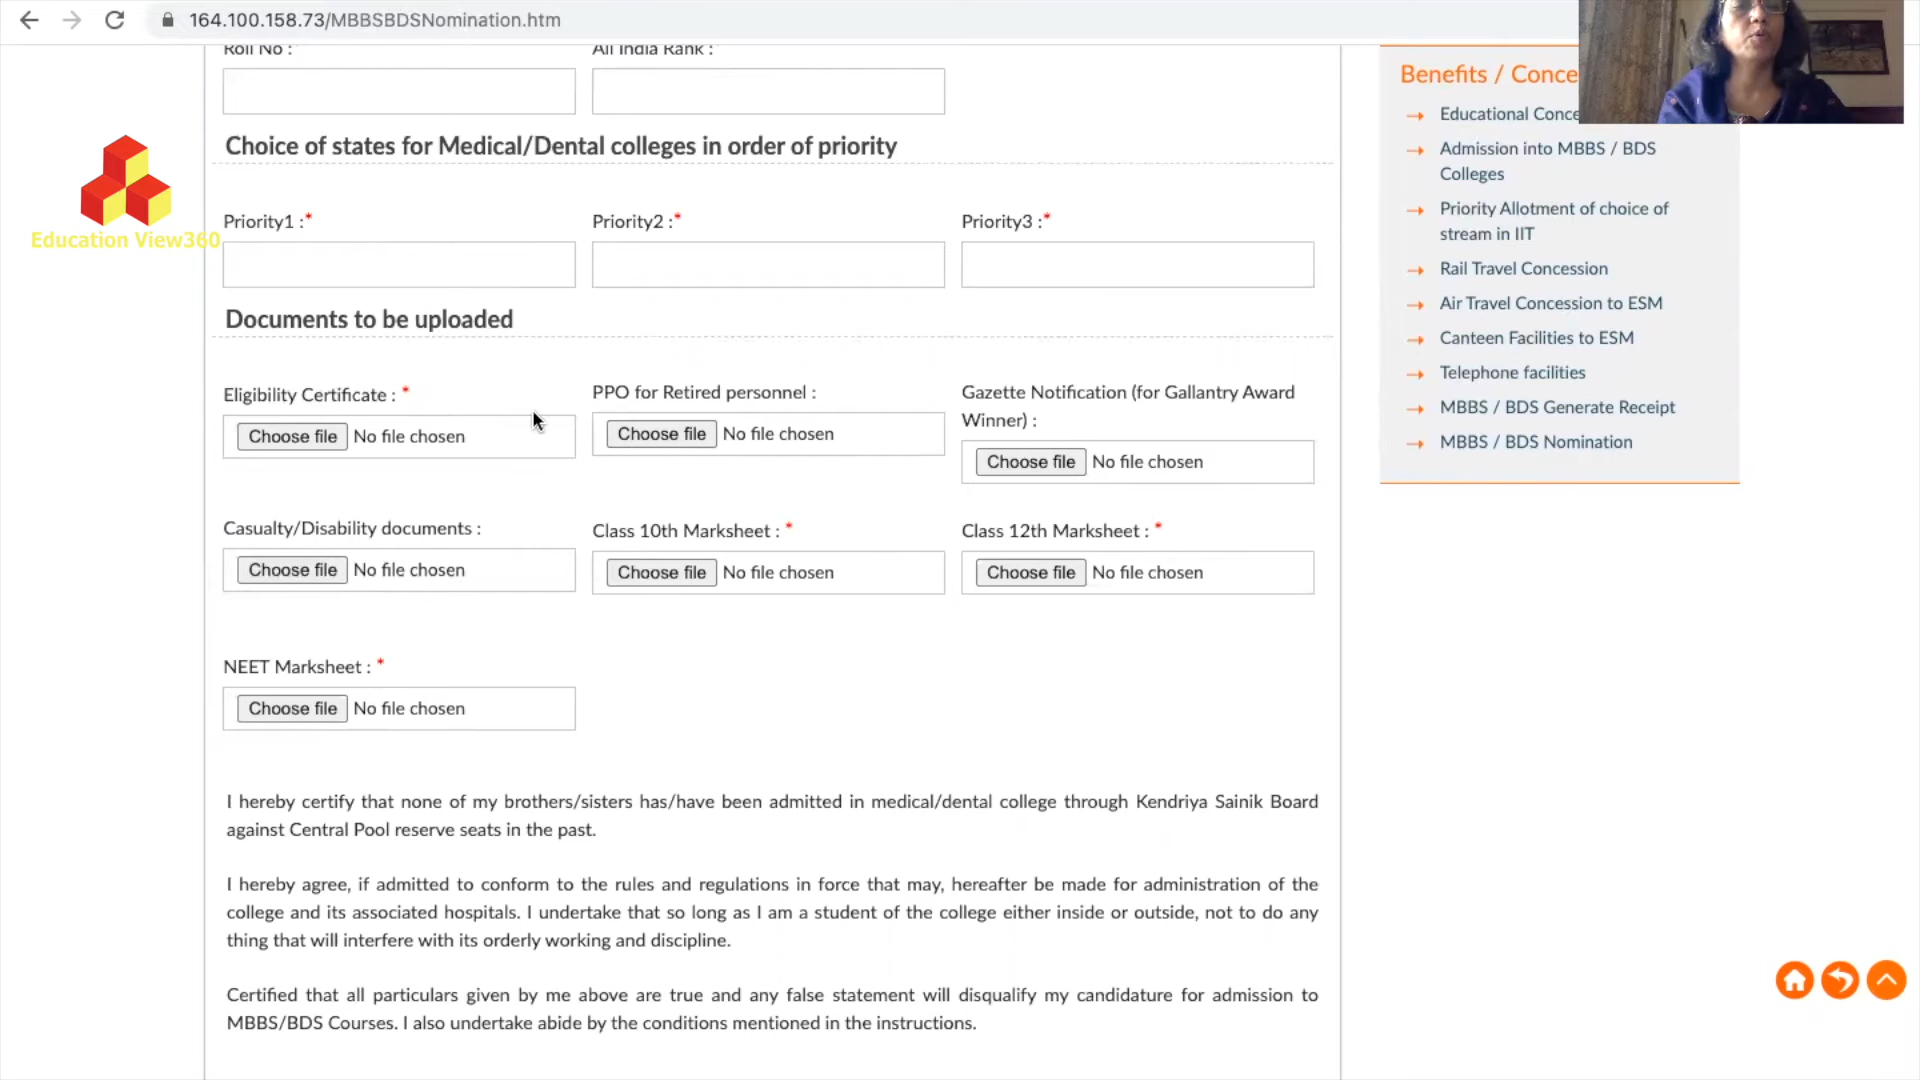 164.100.158.73/MBBSBDSNomination.htm
Roll No :
All India Rank :
Benefits / Conce
Educational Conce
Admission into MBBS / BDS
Colleges
Priority Allotment of choice of
stream in IIT
Rail Travel Concession
Air Travel Concession to ESM
Canteen Facilities to ESM
Telephone facilities
MBBS / BDS Generate Receipt
MBBS / BDS Nomination
Education View360
Choice of states for Medical/Dental colleges in order of priority
Priority1 :*
Priority2 :*
Priority3 :*
Documents to be uploaded
Eligibility Certificate : *
Choose file No file chosen
PPO for Retired personnel :
Choose file No file chosen
Gazette Notification (for Gallantry Award
Winner) :
Choose file No file chosen
Casualty/Disability documents :
Choose file No file chosen
Class 10th Marksheet : *
Choose file No file chosen
Class 12th Marksheet : *
Choose file No file chosen
NEET Marksheet : *
Choose file No file chosen
I hereby certify that none of my brothers/sisters has/have been admitted in medical/dental college through Kendriya Sainik Board
against Central Pool reserve seats in the past.
I hereby agree, if admitted to conform to the rules and regulations in force that may, hereafter be made for administration of the
college and its associated hospitals. I undertake that so long as I am a student of the college either inside or outside, not to do any
thing that will interfere with its orderly working and discipline.
Certified that all particulars given by me above are true and any false statement will disqualify my candidature for admission to
MBBS/BDS Courses. I also undertake abide by the conditions mentioned in the instructions.